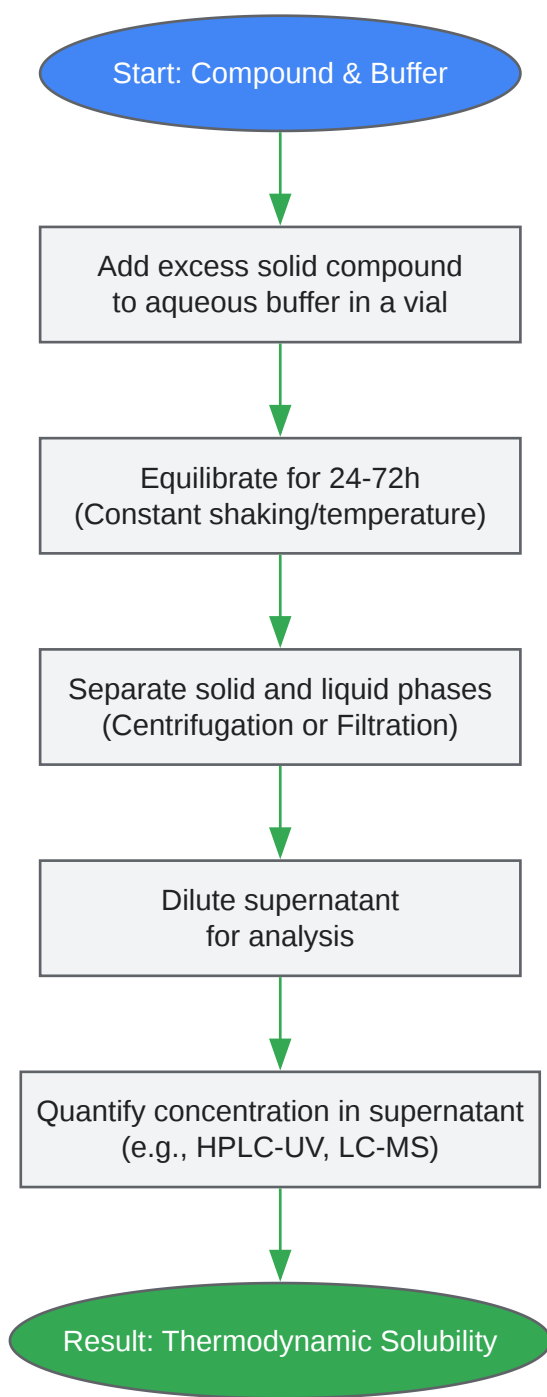 Start: Compound & Buffer
Add excess solid compound
to aqueous buffer in a vial
Equilibrate for 24-72h
(Constant shaking/temperature)
Separate solid and liquid phases
(Centrifugation or Filtration)
Dilute supernatant
for analysis
Quantify concentration in supernatant
(e.g., HPLC-UV, LC-MS)
Result: Thermodynamic Solubility